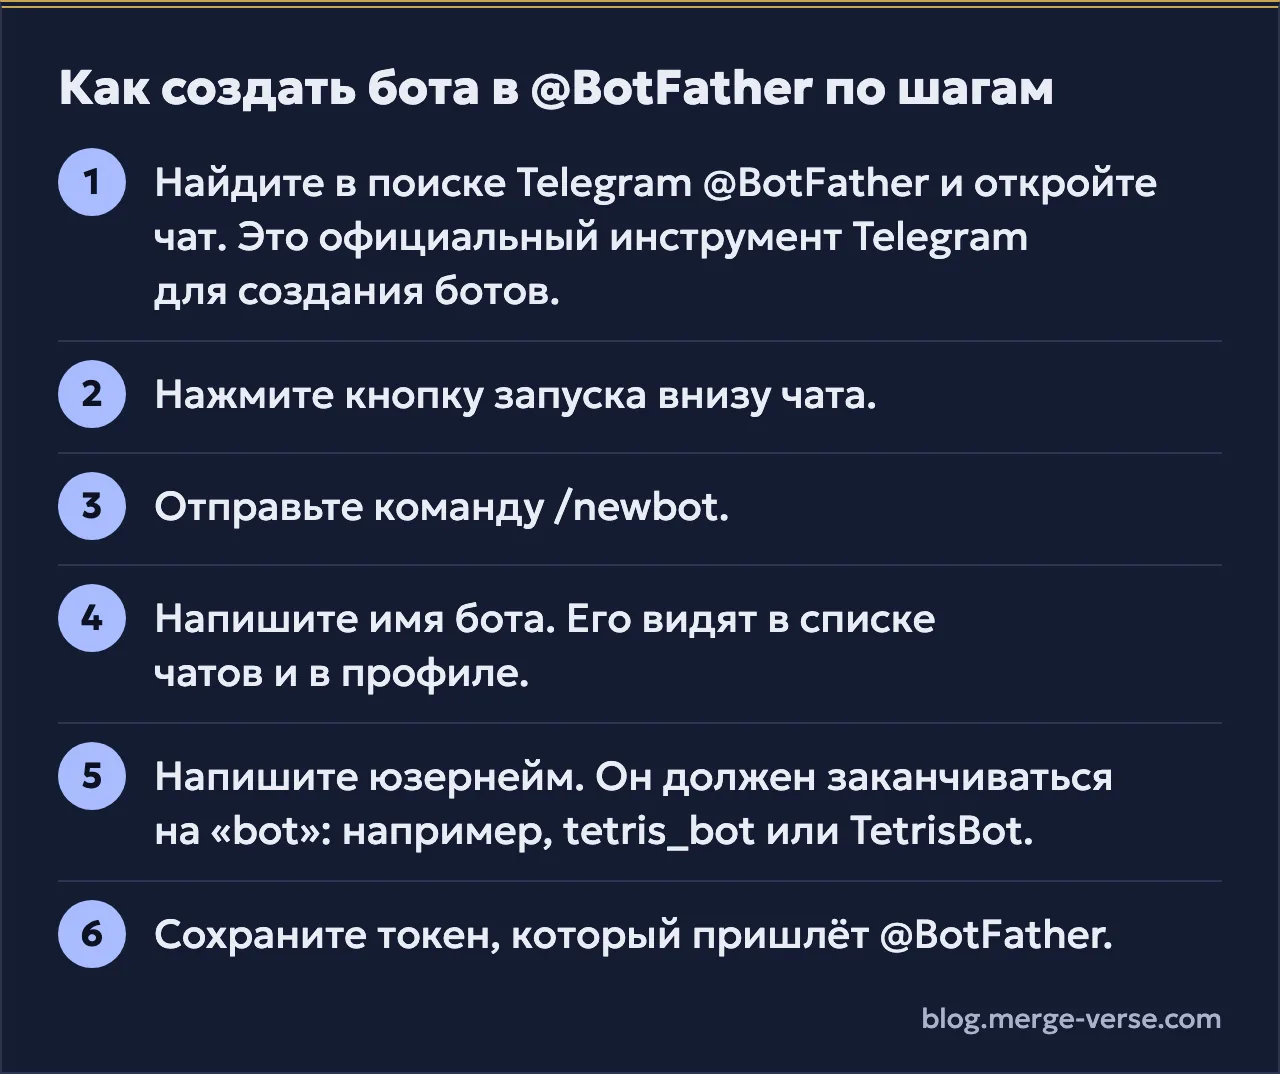 Как создать бота в @BotFather по шагам
1
Найдите в поиске Telegram @BotFather и откройте
чат. Это официальный инструмент Telegram
для создания ботов.
2
Нажмите кнопку запуска внизу чата.
3
Отправьте команду /newbot.
4
Напишите имя бота. Его видят в списке
чатов и в профиле.
5
Напишите юзернейм. Он должен заканчиваться
на «bot»: например, tetris_bot или TetrisBot.
6
Сохраните токен, который пришлёт @BotFather.
blog.merge-verse.com